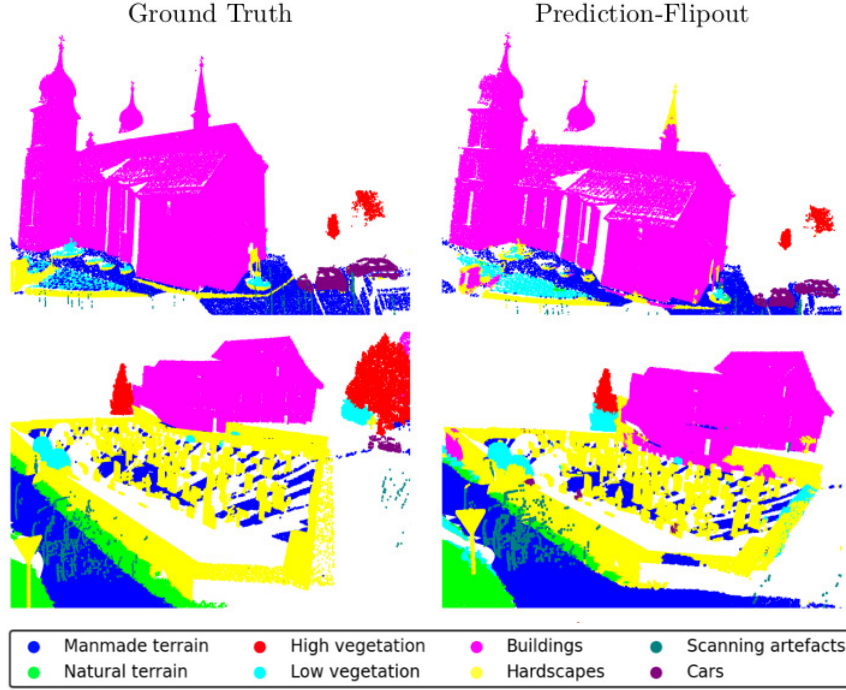 Ground Truth Prediction-Flipout
Manmade terrain High vegetation Buildings Scanning artefacts
Natural terrain Low vegetation Hardscapes Cars